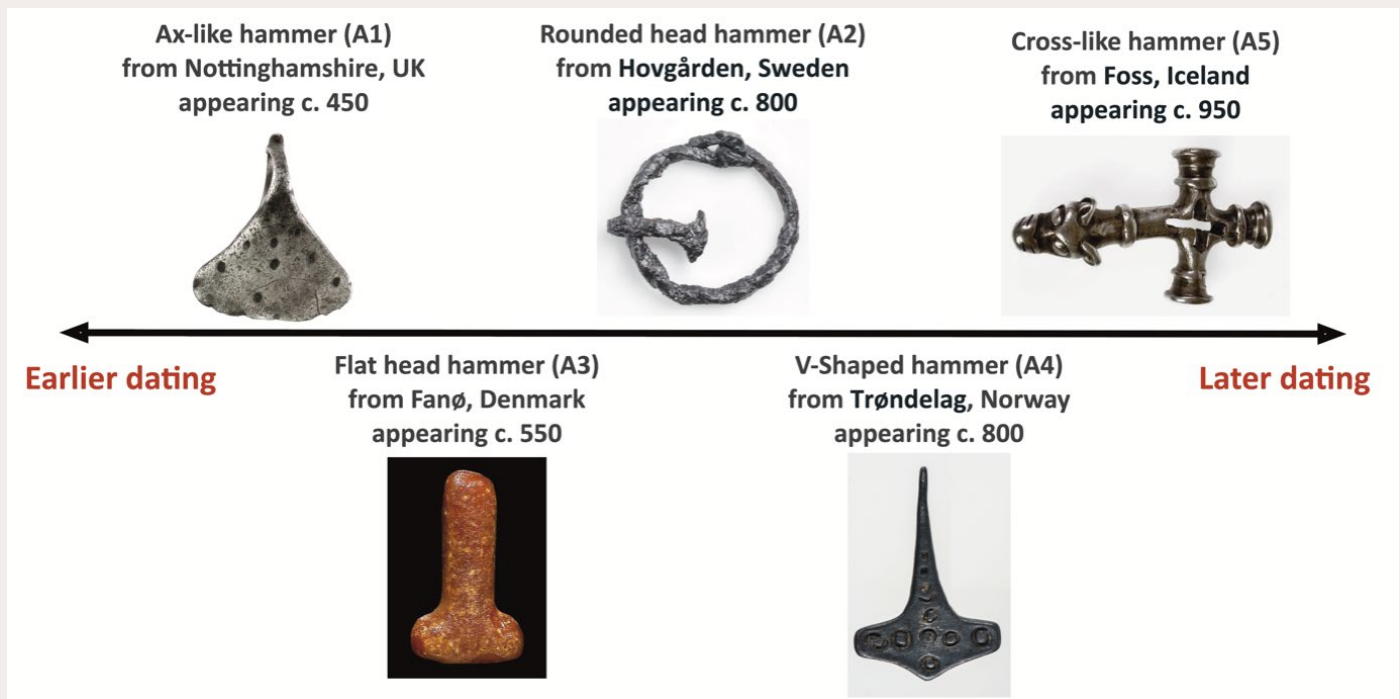 Ax-like hammer (A1)
from Nottinghamshire, UK
appearing c. 450
Rounded head hammer (A2)
from Hovgården, Sweden
appearing c. 800
Cross-like hammer (A5)
from Foss, Iceland
appearing c. 950
Earlier dating
Later dating
Flat head hammer (A3)
from Fanø, Denmark
appearing c. 550
V-Shaped hammer (A4)
from Trøndelag, Norway
appearing c. 800